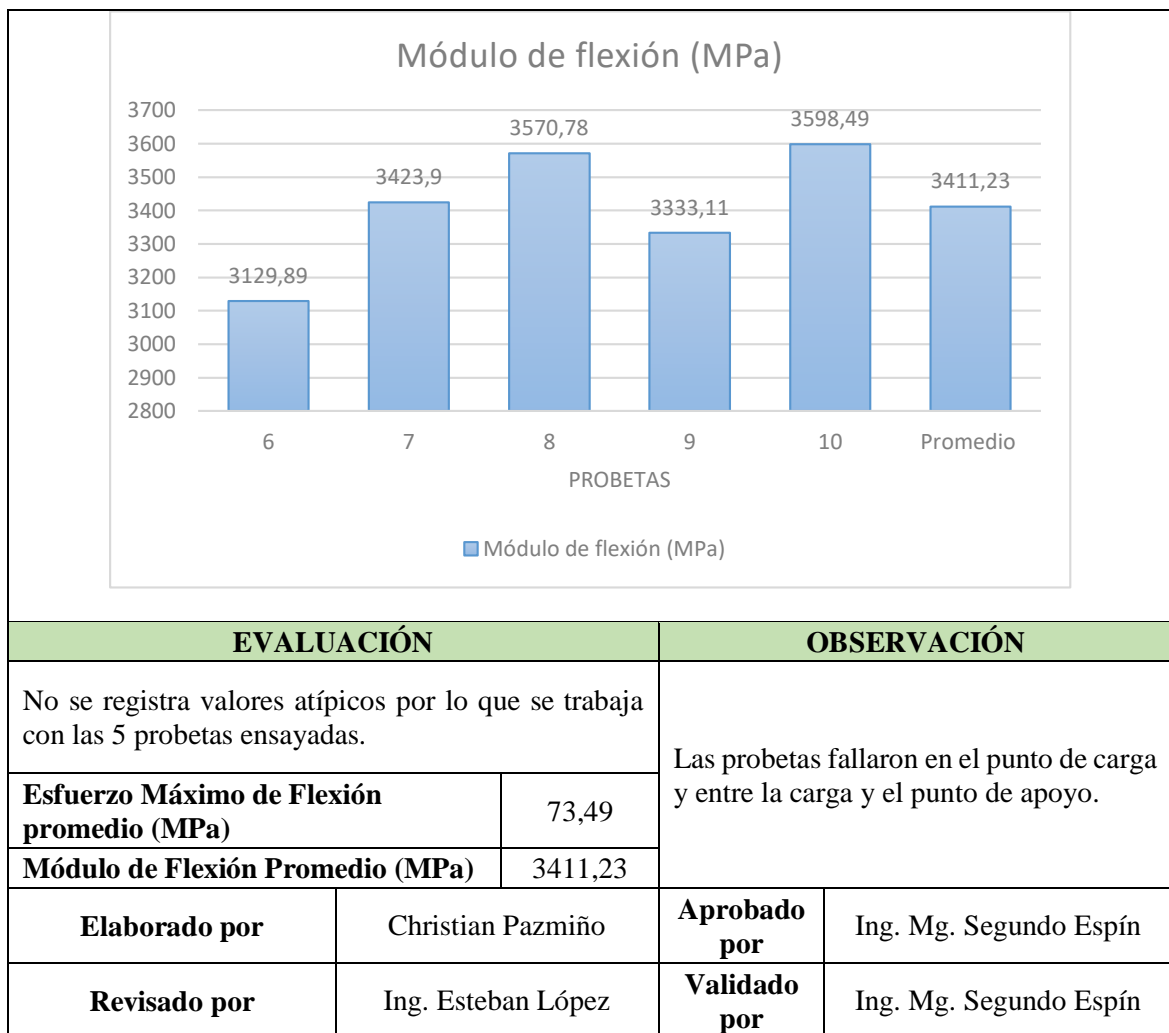 Módulo de flexión (MPa)
3700
3600
3500
3400
3300
3200
3100
3000
2900
2800
3129,89
3423,9
3570,78
3333,11
3598,49
3411,23
6 7 8 9 10 Promedio
PROBETAS
Módulo de flexión (MPa)
EVALUACIÓN
OBSERVACIÓN
No se registra valores atípicos por lo que se trabaja
con las 5 probetas ensayadas.
Las probetas fallaron en el punto de carga
y entre la carga y el punto de apoyo.
Esfuerzo Máximo de Flexión
promedio (MPa)
73,49
Módulo de Flexión Promedio (MPa)
3411,23
Elaborado por
Christian Pazmiño
Aprobado
por
Ing. Mg. Segundo Espín
Revisado por
Ing. Esteban López
Validado
por
Ing. Mg. Segundo Espín